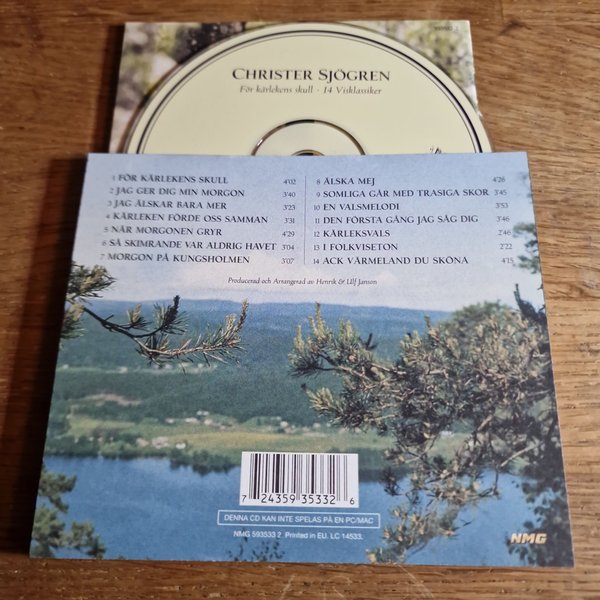 CHRISTER SJÖGREN
För kärlekens skull · 14 Visklassiker
1 FÖR KÄRLEKENS SKULL 4'02
2 JAG GER DIG MIN MORGON 3'40
3 JAG ÄLSKAR BARA MER 3'23
4 KÄRLEKEN FÖRDE OSS SAMMAN 3'31
5 NÄR MORGONEN GRYR 4'29
6 SÅ SKIMRANDE VAR ALDRIG HAVET 3'04
7 MORGON PÅ KUNGSHOLMEN 3'07
8 ÄLSKA MEJ 4'26
9 SOMLIGA GÅR MED TRASIGA SKOR 3'45
10 EN VALSMELODI 3'53
11 DEN FÖRSTA GÅNG JAG SÅG DIG 3'46
12 KÄRLEKSVALS 2'46
13 I FOLKVISETON 2'22
14 ACK VÄRMELAND DU SKÖNA 4'15
Producerad och Arrangerad av Henrik & Ulf Janson
7 24359 35332 6
DENNA CD KAN INTE SPELAS PÅ EN PC/MAC
NMG 593533 2. Printed in EU. LC 14533.
NMG